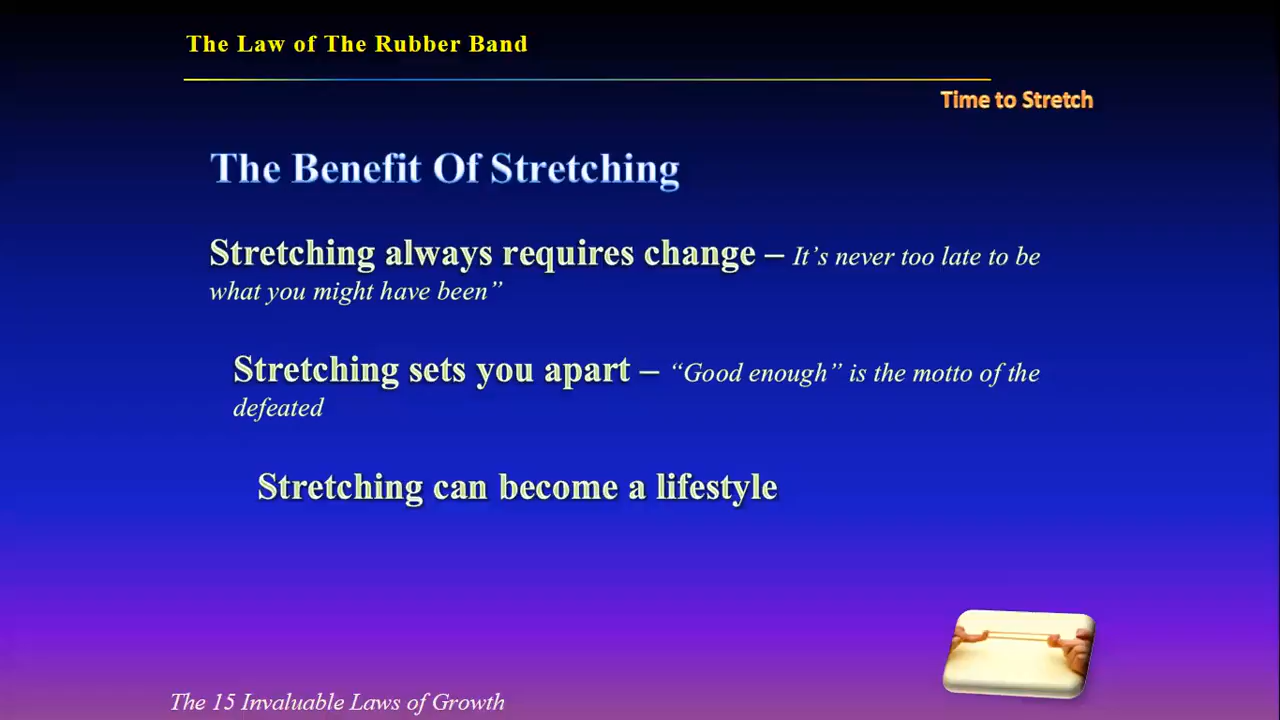 The Law of The Rubber Band
Time to Stretch
The Benefit Of Stretching
Stretching always requires change – It’s never too late to be
what you might have been”
Stretching sets you apart – “Good enough” is the motto of the
defeated
Stretching can become a lifestyle
The 15 Invaluable Laws of Growth